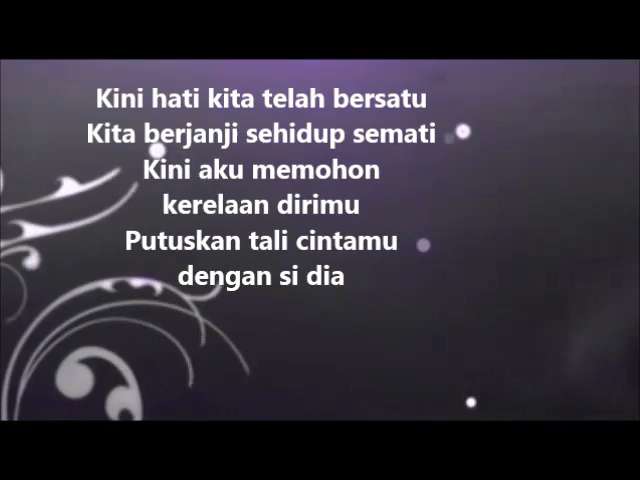 Kini hati kita telah bersatu
Kita berjanji sehidup semati
Kini aku memohon
kerelaan dirimu
Putuskan tali cintamu
dengan si dia